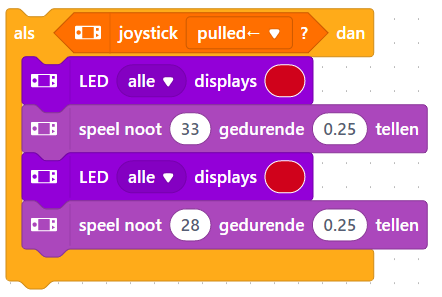 als joystick pulled← ? dan
LED alle displays
speel noot 33 gedurende 0.25 tellen
LED alle displays
speel noot 28 gedurende 0.25 tellen